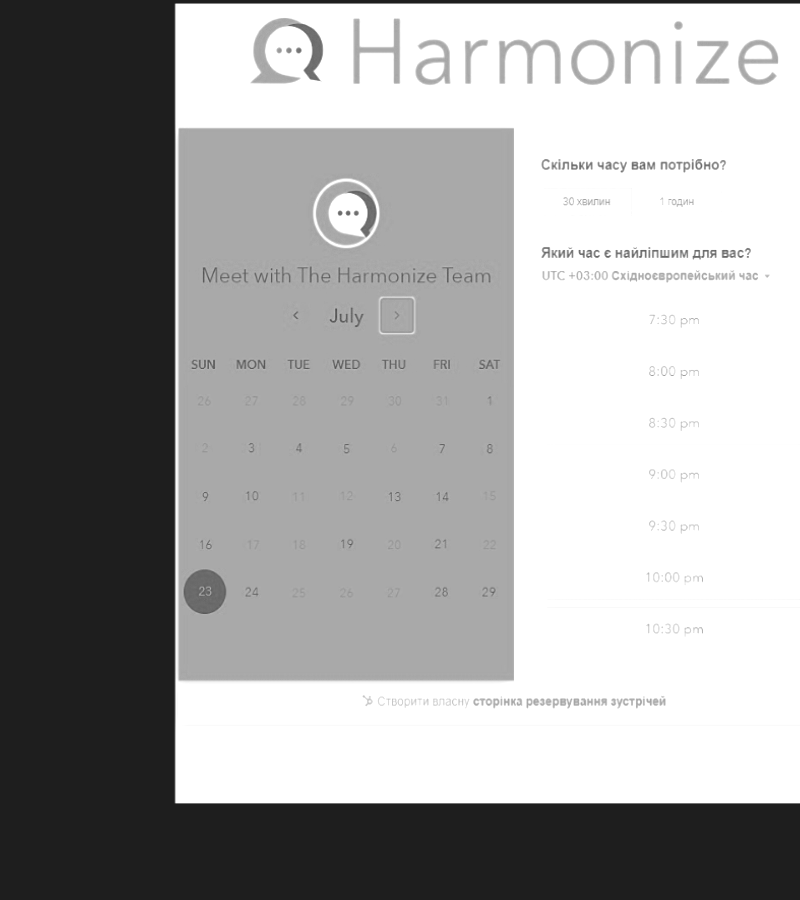 Harmonize
Meet with The Harmonize Team
July
SUN MON TUE WED THU FRI SAT
26 27 28 29 30 31 1
2 3 4 5 6 7 8
9 10 11 12 13 14 15
16 17 18 19 20 21 22
23 24 25 26 27 28 29
Скільки часу вам потрібно?
30 хвилин 1 годин
Який час є найліпшим для вас?
UTC +03:00 Східноєвропейський час
7:30 pm
8:00 pm
8:30 pm
9:00 pm
9:30 pm
10:00 pm
10:30 pm
Створити власну сторінка резервування зустрічей